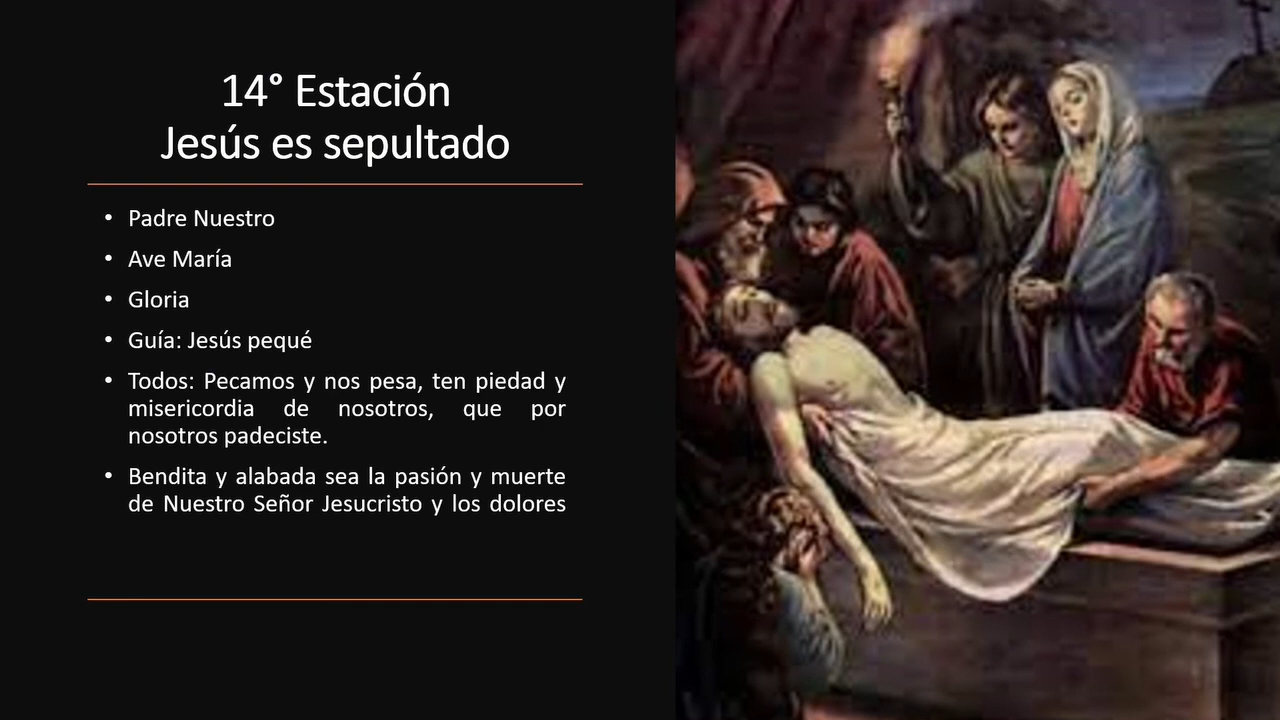 14° Estación
Jesús es sepultado
• Padre Nuestro
• Ave María
• Gloria
• Guía: Jesús pequé
• Todos: Pecamos y nos pesa, ten piedad y
misericordia de nosotros, que por
nosotros padeciste.
• Bendita y alabada sea la pasión y muerte
de Nuestro Señor Jesucristo y los dolores